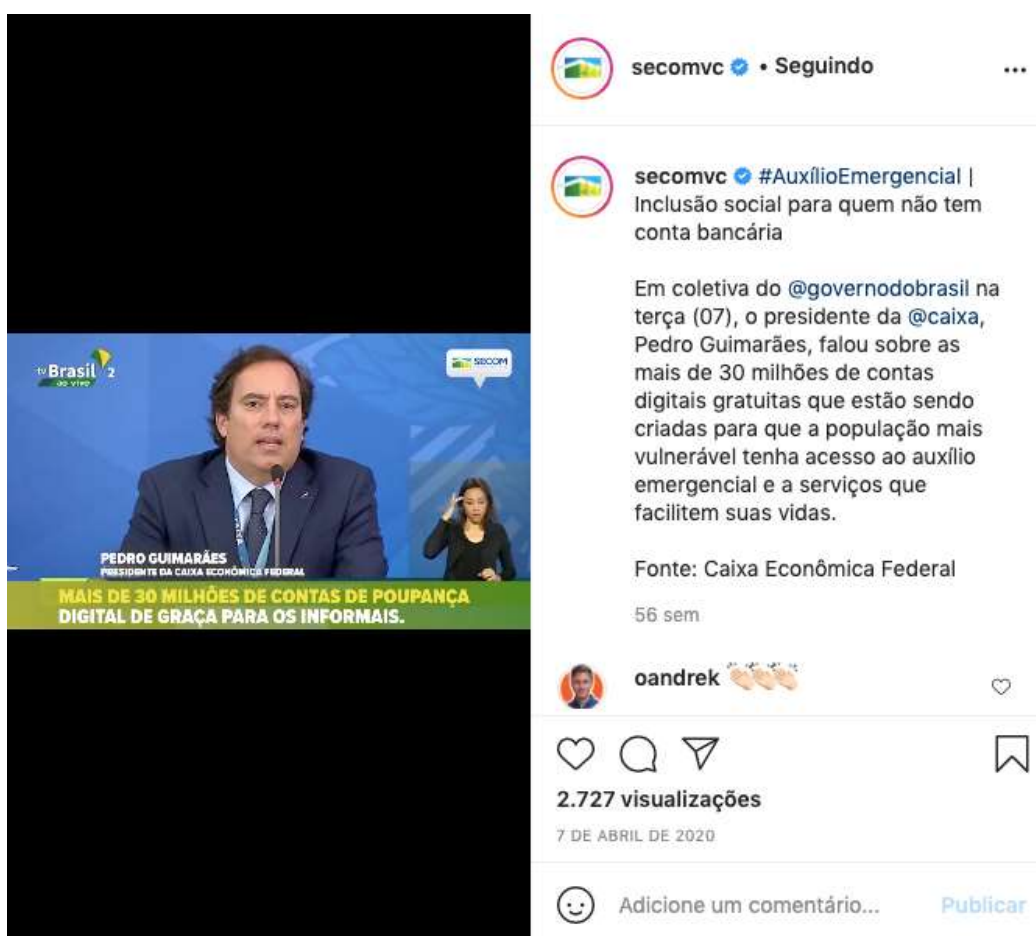 tv Brasil 2
ao vivo
SECOM
PEDRO GUIMARÃES
PRESIDENTE DA CAIXA ECONÔMICA FEDERAL
MAIS DE 30 MILHÕES DE CONTAS DE POUPANÇA
DIGITAL DE GRAÇA PARA OS INFORMAIS.
secomvc • Seguindo
secomvc #AuxílioEmergencial |
Inclusão social para quem não tem
conta bancária
Em coletiva do @governodobrasil na
terça (07), o presidente da @caixa,
Pedro Guimarães, falou sobre as
mais de 30 milhões de contas
digitais gratuitas que estão sendo
criadas para que a população mais
vulnerável tenha acesso ao auxílio
emergencial e a serviços que
facilitem suas vidas.
Fonte: Caixa Econômica Federal
56 sem
oandrek 👏🏻👏🏻👏🏻
2.727 visualizações
7 DE ABRIL DE 2020
Adicione um comentário...
Publicar